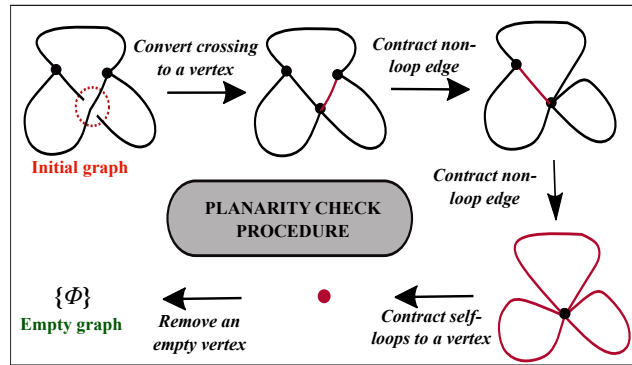 Convert crossing
to a vertex
Contract non-
loop edge
Initial graph
Contract non-
loop edge
PLANARITY CHECK
PROCEDURE
{Φ}
Empty graph
Remove an
empty vertex
Contract self-
loops to a vertex